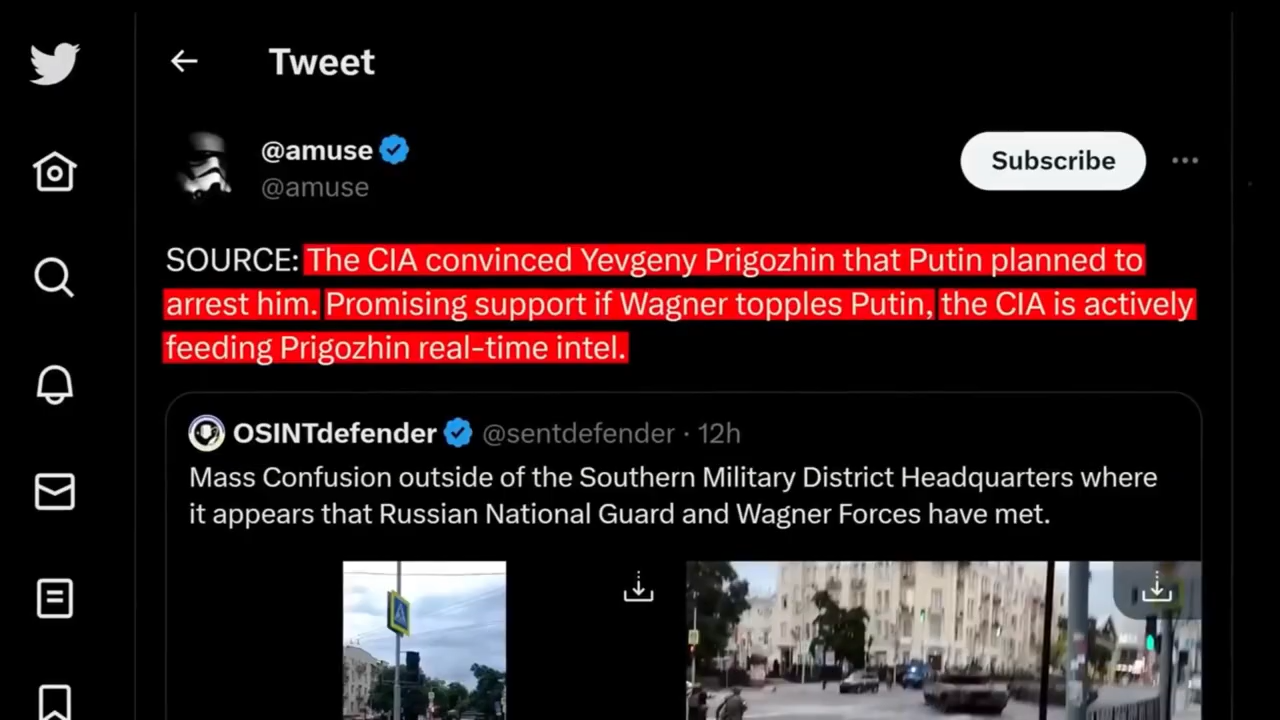 Tweet
@amuse
@amuse
Subscribe
SOURCE: The CIA convinced Yevgeny Prigozhin that Putin planned to
arrest him. Promising support if Wagner topples Putin, the CIA is actively
feeding Prigozhin real-time intel.
OSINTdefender @sentdefender · 12h
Mass Confusion outside of the Southern Military District Headquarters where
it appears that Russian National Guard and Wagner Forces have met.